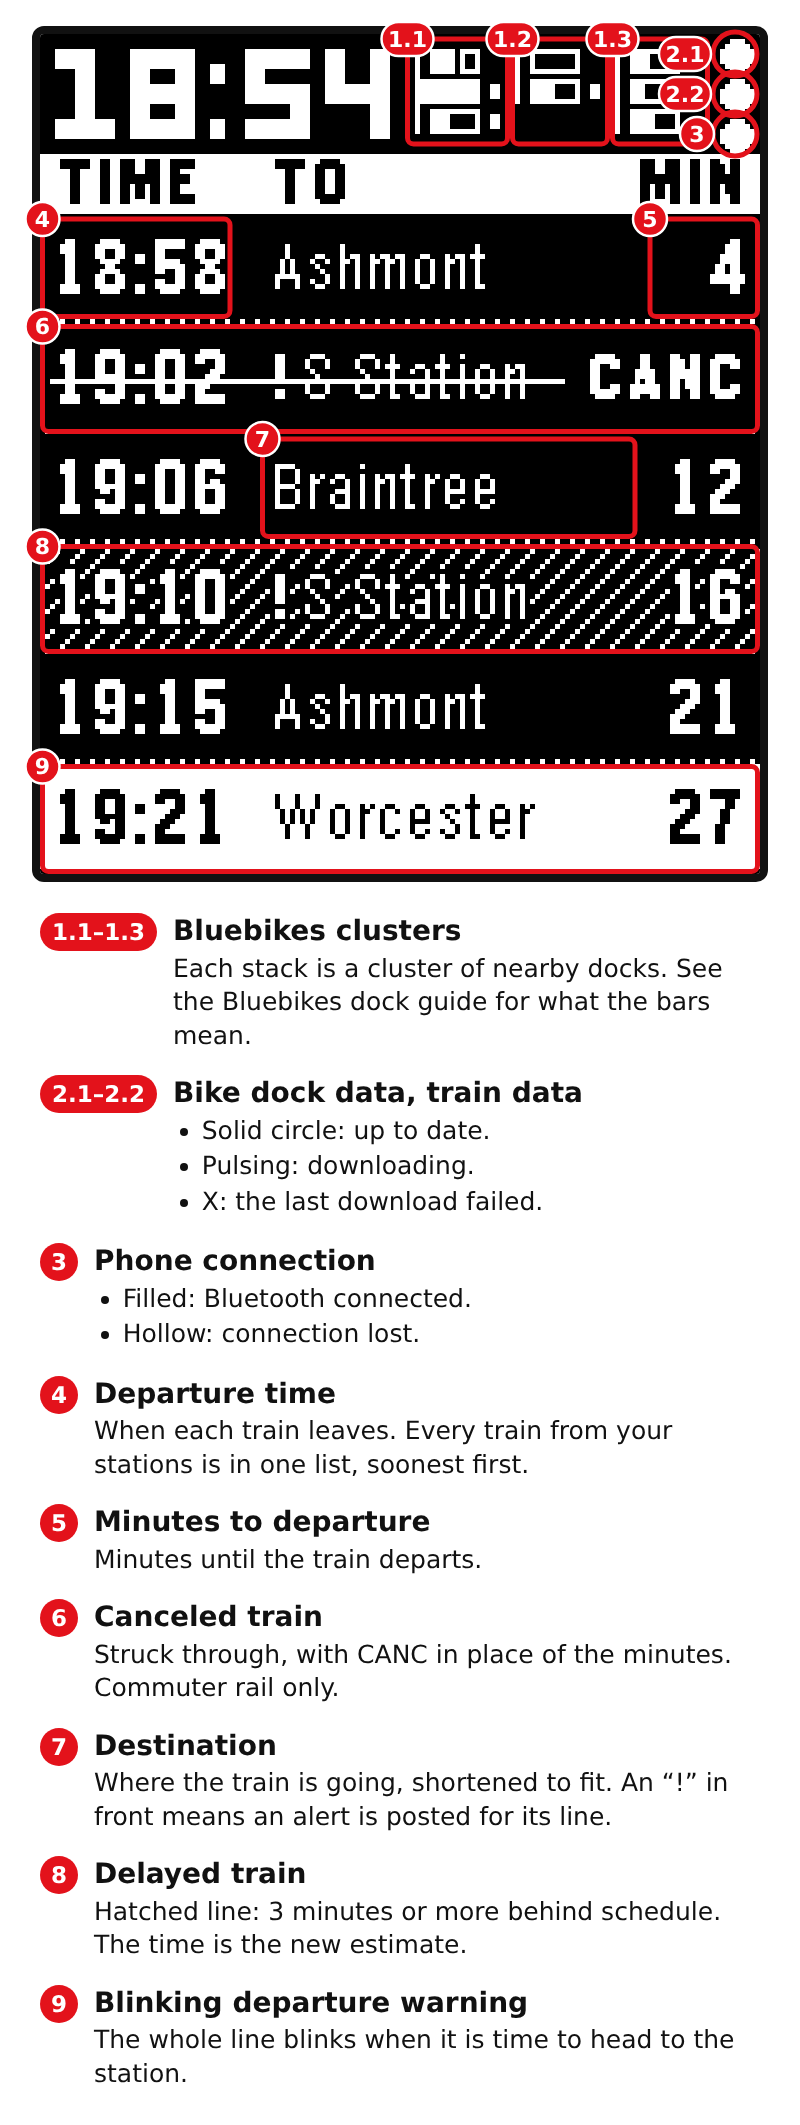 18:54
1.1
1.2
1.3
2.1
2.2
3
TIME TO MIN
4
5
18:58 Ashmont 4
6
19:02 ! S Station CANC
7
19:06 Braintree 12
8
19:10 ! S Station 16
19:15 Ashmont 21
9
19:21 Worcester 27
1.1–1.3 Bluebikes clusters
Each stack is a cluster of nearby docks. See
the Bluebikes dock guide for what the bars
mean.
2.1–2.2 Bike dock data, train data
• Solid circle: up to date.
• Pulsing: downloading.
• X: the last download failed.
3 Phone connection
• Filled: Bluetooth connected.
• Hollow: connection lost.
4 Departure time
When each train leaves. Every train from your
stations is in one list, soonest first.
5 Minutes to departure
Minutes until the train departs.
6 Canceled train
Struck through, with CANC in place of the minutes.
Commuter rail only.
7 Destination
Where the train is going, shortened to fit. An “!” in
front means an alert is posted for its line.
8 Delayed train
Hatched line: 3 minutes or more behind schedule.
The time is the new estimate.
9 Blinking departure warning
The whole line blinks when it is time to head to the
station.